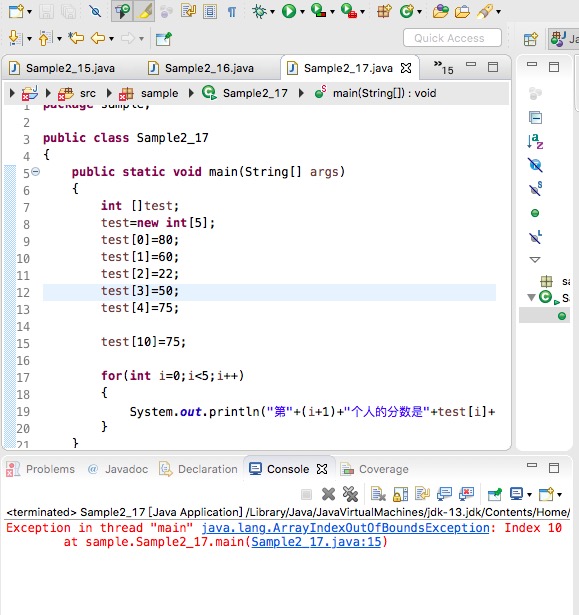 Quick Access
Ja
Sample2_15.java Sample2_16.java Sample2_17.java 15
src sample Sample2_17 main(String[]) : void
1 package sample;
2
3 public class Sample2_17
4 {
5 public static void main(String[] args)
6 {
7 int []test;
8 test=new int[5];
9 test[0]=80;
10 test[1]=60;
11 test[2]=22;
12 test[3]=50;
13 test[4]=75;
14
15 test[10]=75;
16
17 for(int i=0;i<5;i++)
18 {
19 System.out.println("第"+(i+1)+"个人的分数是"+test[i]+
20 }
21 }
Problems @ Javadoc Declaration Console Coverage
<terminated> Sample2_17 [Java Application] /Library/Java/JavaVirtualMachines/jdk-13.jdk/Contents/Home/
Exception in thread "main" java.lang.ArrayIndexOutOfBoundsException: Index 10
at sample.Sample2_17.main(Sample2_17.java:15)